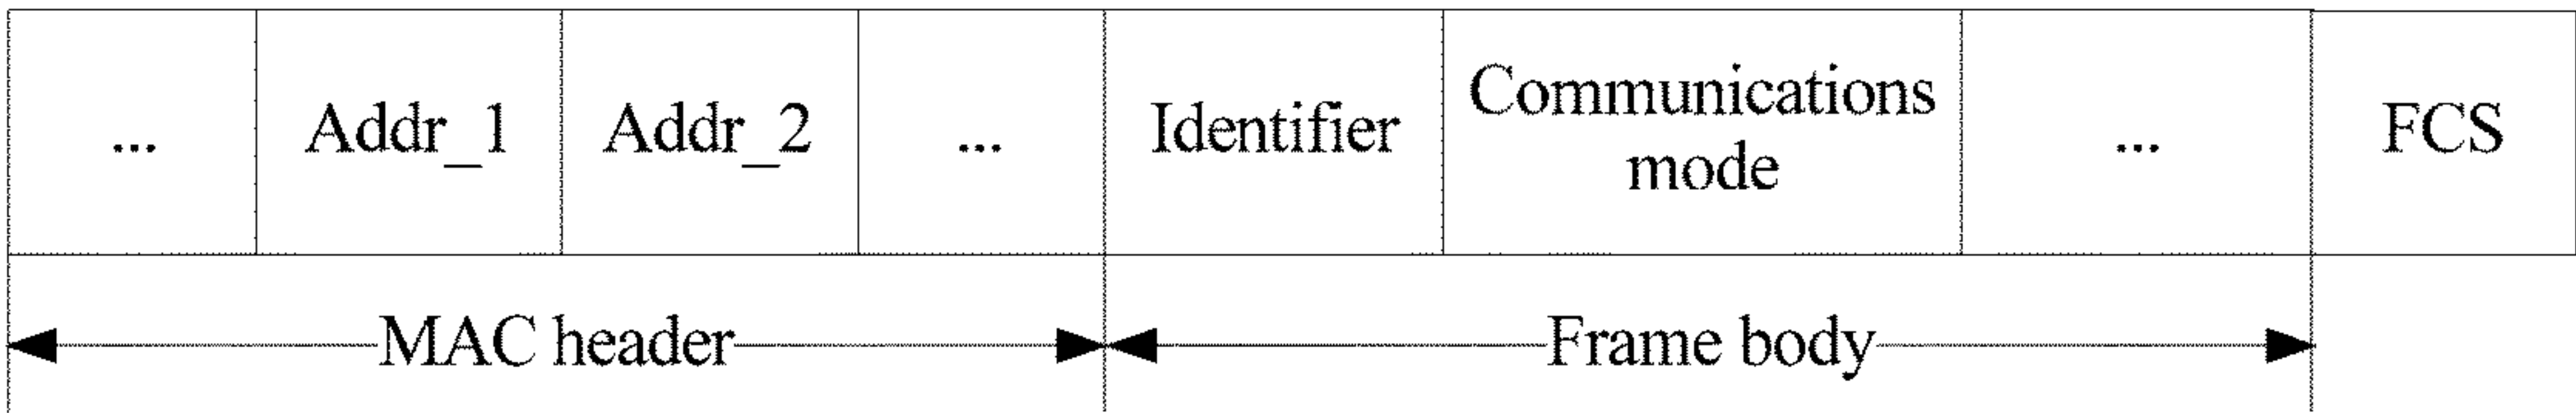 ... Addr_1 Addr_2 ... Identifier Communications mode ... FCS
MAC header Frame body